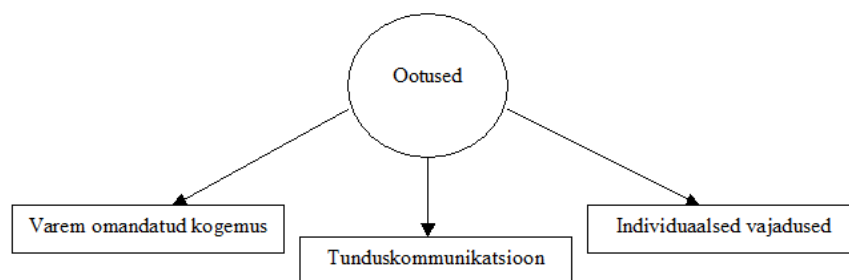 Ootused
Varem omandatud kogemus
Tunduskommunikatsioon
Individuaalsed vajadused